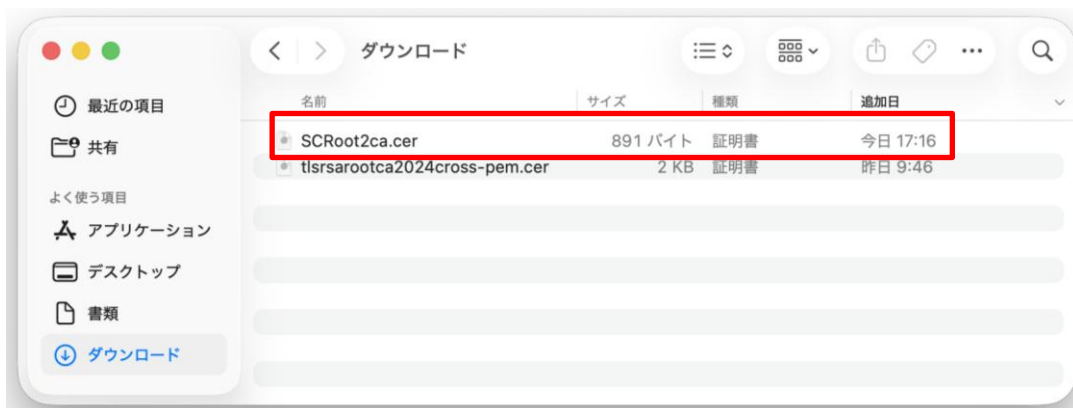 ダウンロード
最近の項目
共有
よく使う項目
アプリケーション
デスクトップ
書類
ダウンロード
名前 サイズ 種類 追加日
SCRoot2ca.cer 891 バイト 証明書 今日 17:16
tlsrsarootca2024cross-pem.cer 2 KB 証明書 昨日 9:46